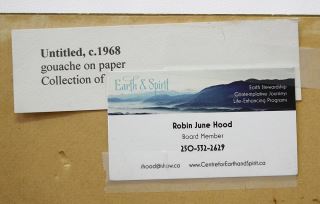 Untitled, c.1968
gouache on paper
Collection of
Earth & Spirit
Earth Stewardship
Contemplative Journeys
Life-Enhancing Programs
Robin June Hood
Board Member
250-532-2629
rhood@shaw.ca
www.CentreforEarthandSpirit.ca